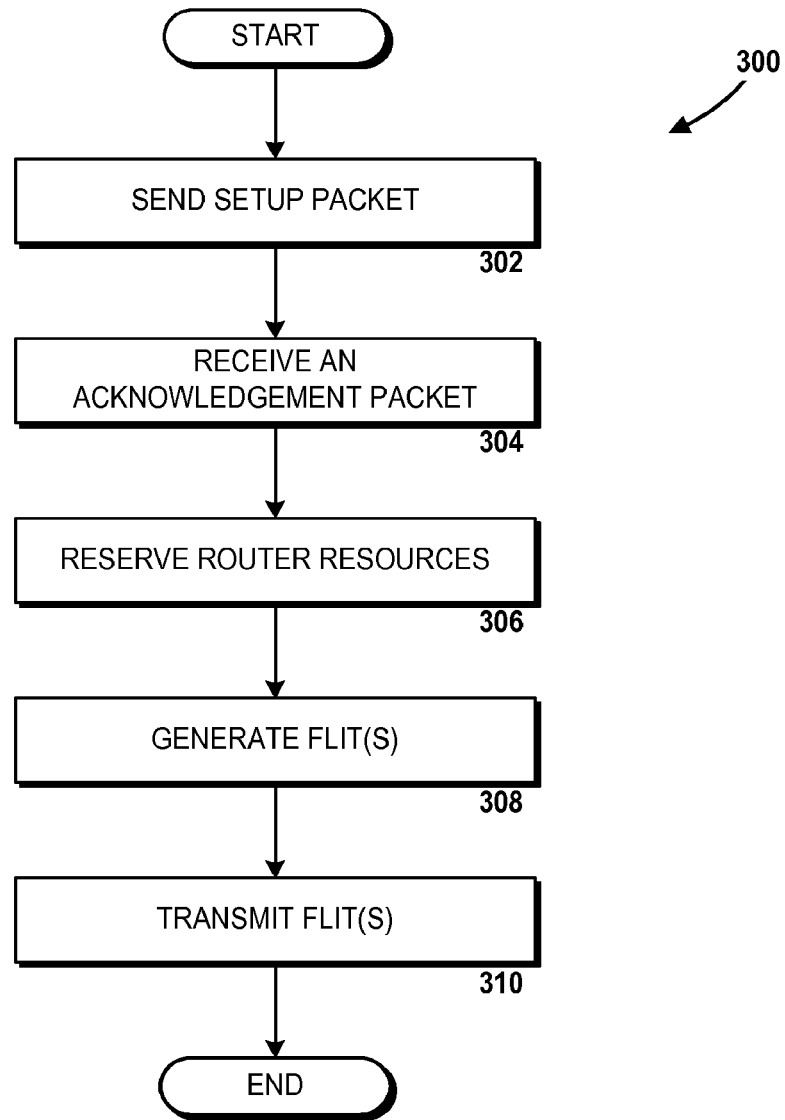 START
300
SEND SETUP PACKET
302
RECEIVE AN
ACKNOWLEDGEMENT PACKET
304
RESERVE ROUTER RESOURCES
306
GENERATE FLIT(S)
308
TRANSMIT FLIT(S)
310
END